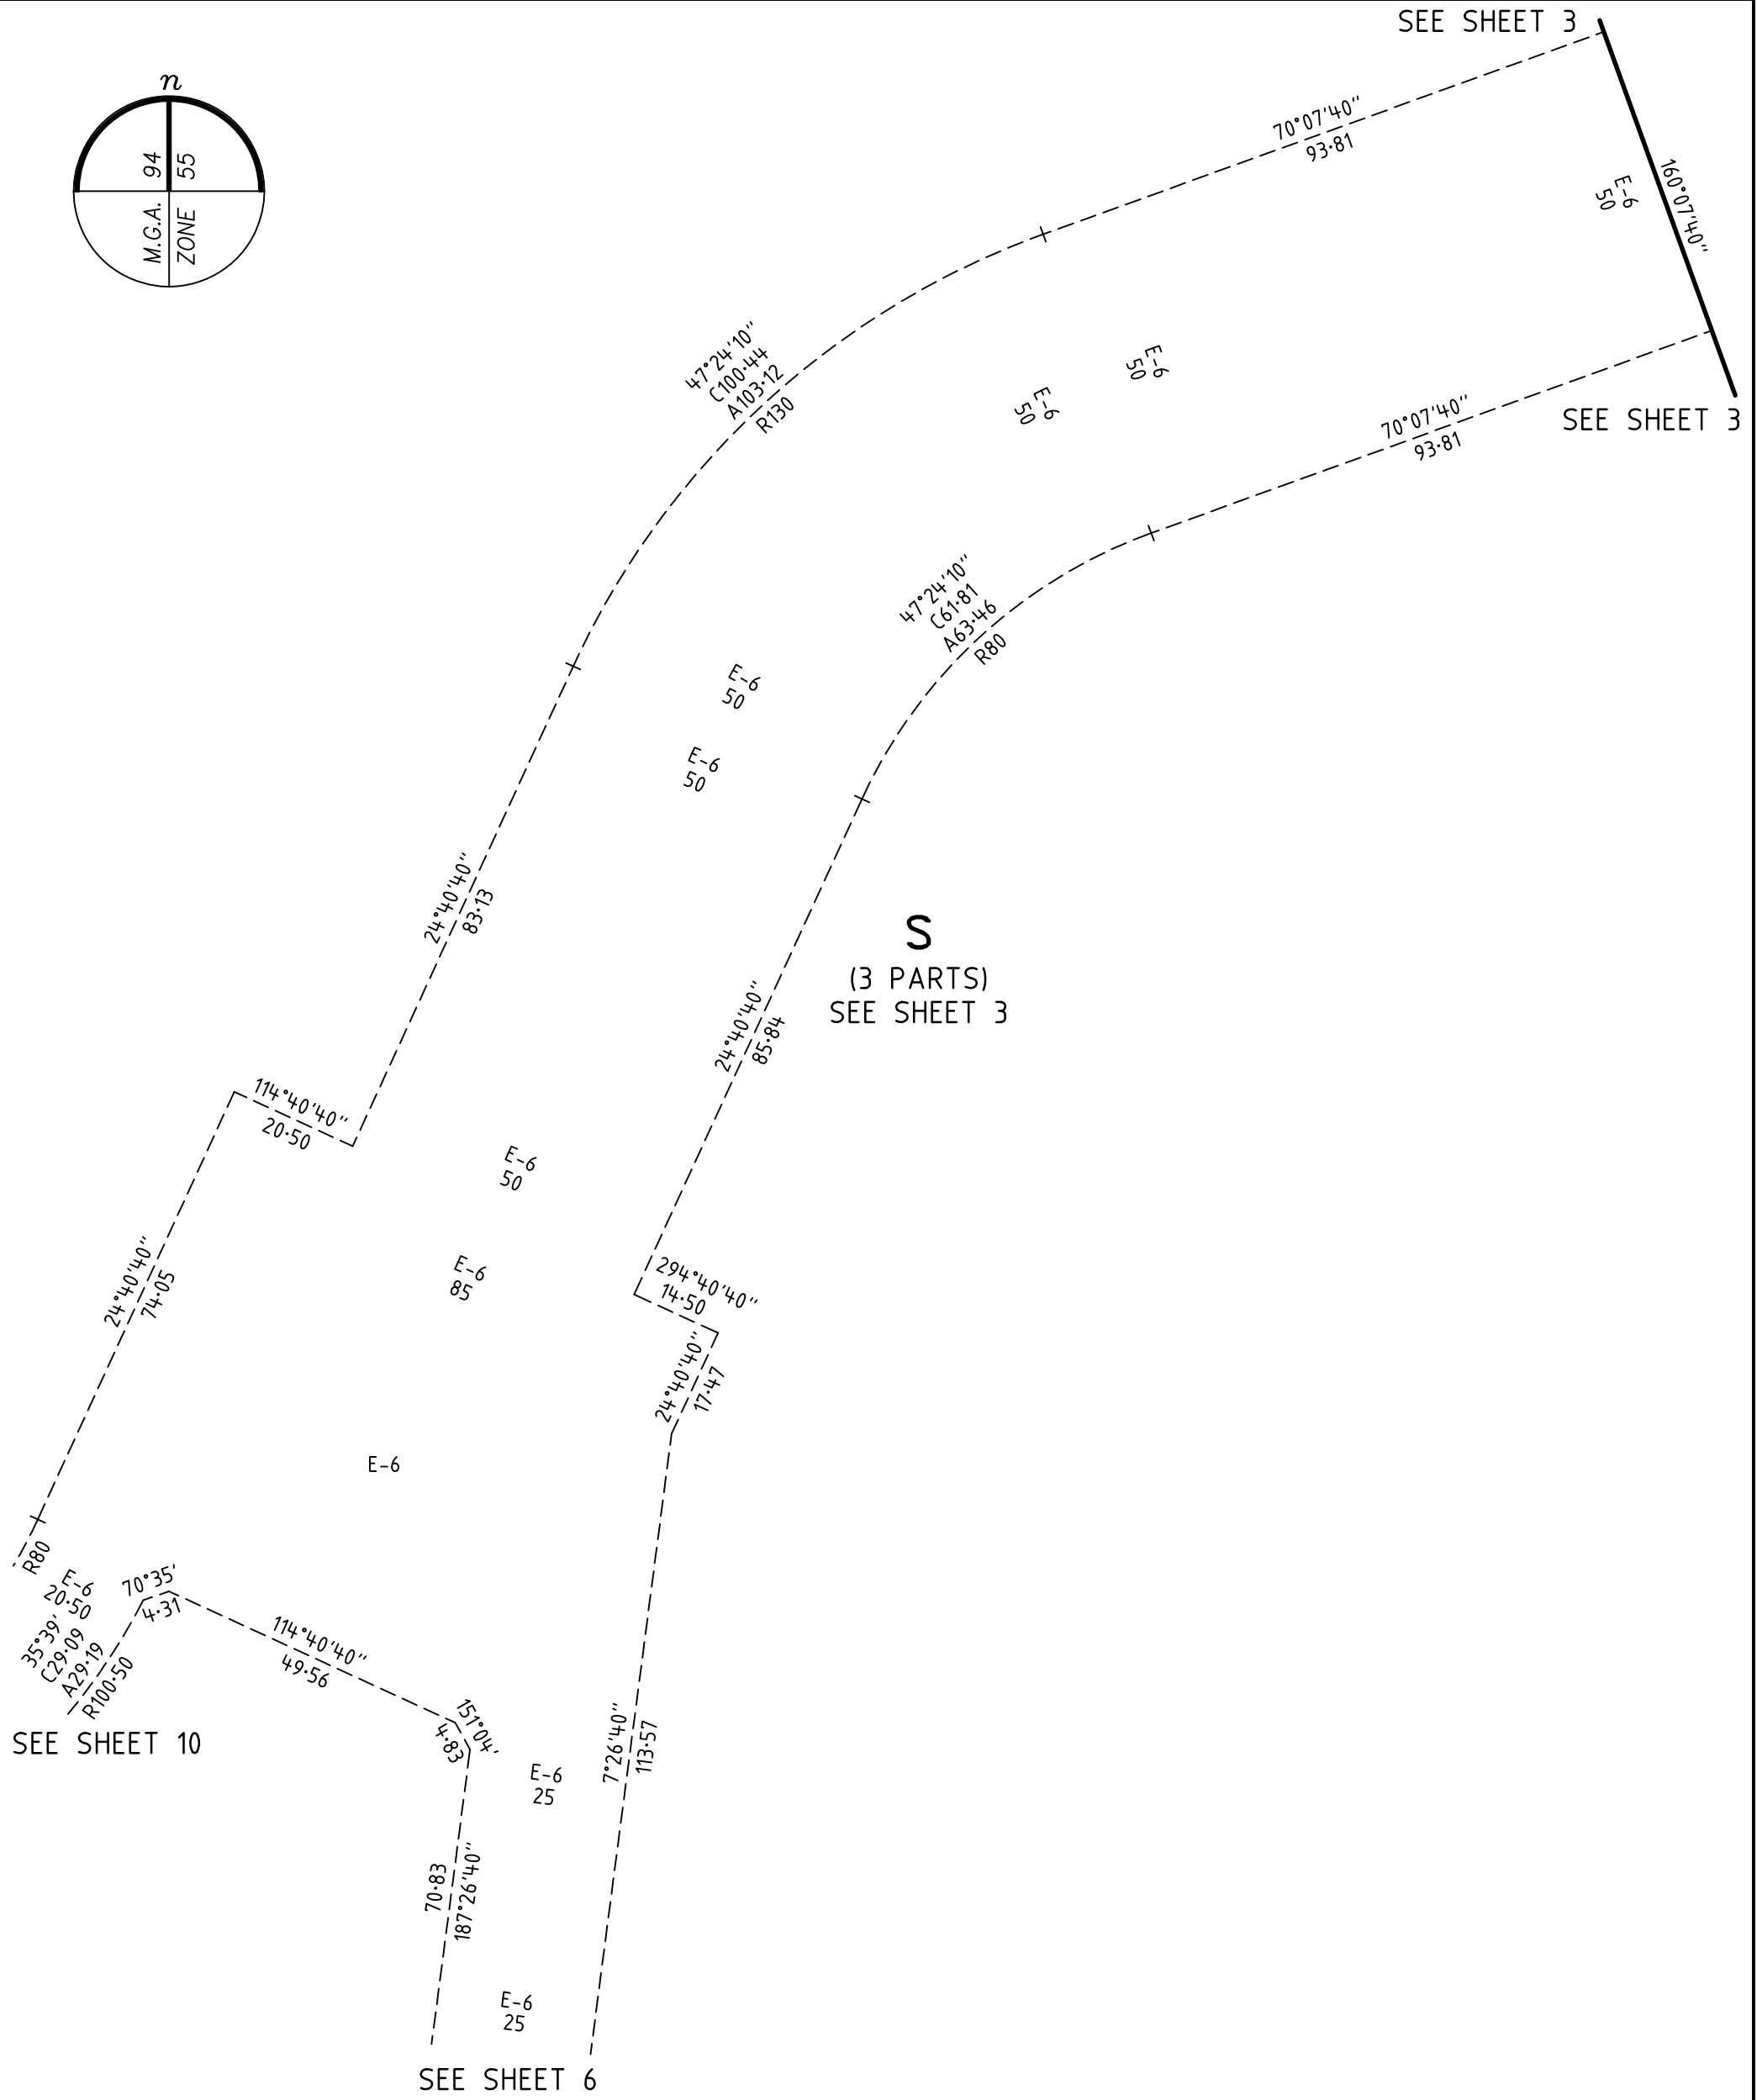 SEE SHEET 3
n
94
55
M.G.A.
ZONE
70°07'40"
93·81
160°07'40"
E-6
50
47°24'10"
C100·44
A103·12
R130
E-6
50
E-6
50
70°07'40"
93·81
SEE SHEET 3
47°24'10"
C61·81
A63·46
R80
E-6
50
E-6
50
24°40'40"
83·13
S
(3 PARTS)
SEE SHEET 3
24°40'40"
85·84
114°40'40"
20·50
E-6
50
24°40'40"
74·05
E-6
85
294°40'40"
14·50
24°40'40"
17·47
E-6
R80
E-6
20·50
70°35'
4·31
35°39'
C29·09
A29·19
R100·50
114°40'40"
49·56
SEE SHEET 10
151°04'
4·83
7°26'40"
113·57
E-6
25
70·83
187°26'40"
E-6
25
SEE SHEET 6